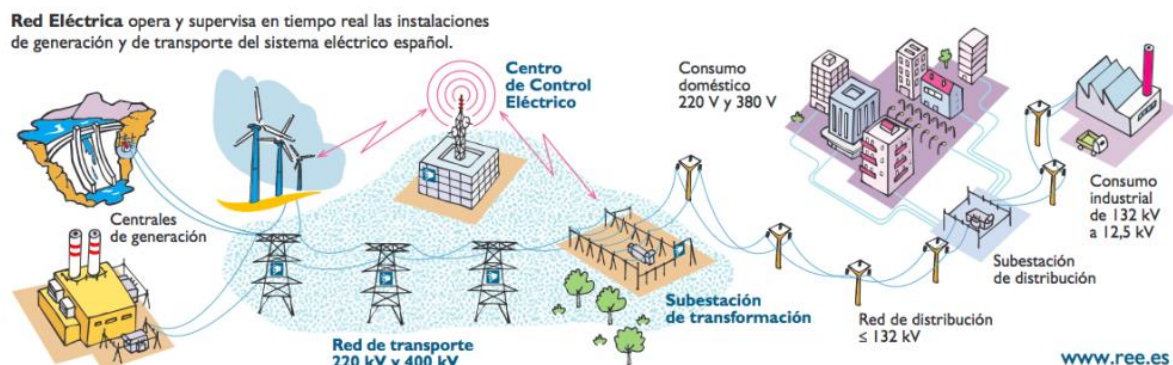 Red Eléctrica opera y supervisa en tiempo real las instalaciones
de generación y de transporte del sistema eléctrico español.
Centro
de Control
Eléctrico
Consumo
doméstico
220 V y 380 V
Centrales
de generación
Consumo
industrial
de 132 kV
a 12,5 kV
Subestación
de distribución
Subestación
de transformación
Red de distribución
≤ 132 kV
Red de transporte
220 kV y 400 kV
www.ree.es